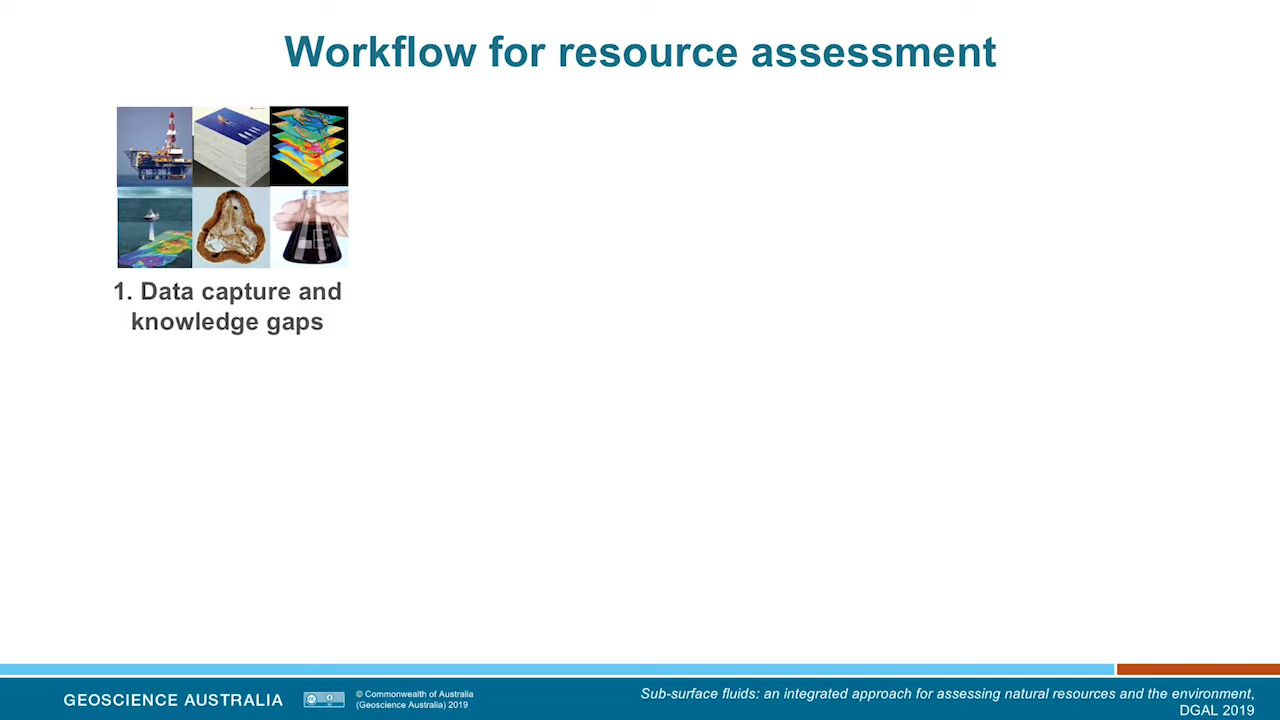 Workflow for resource assessment
1. Data capture and
knowledge gaps
GEOSCIENCE AUSTRALIA
© Commonwealth of Australia
(Geoscience Australia) 2019
Sub-surface fluids: an integrated approach for assessing natural resources and the environment,
DGAL 2019